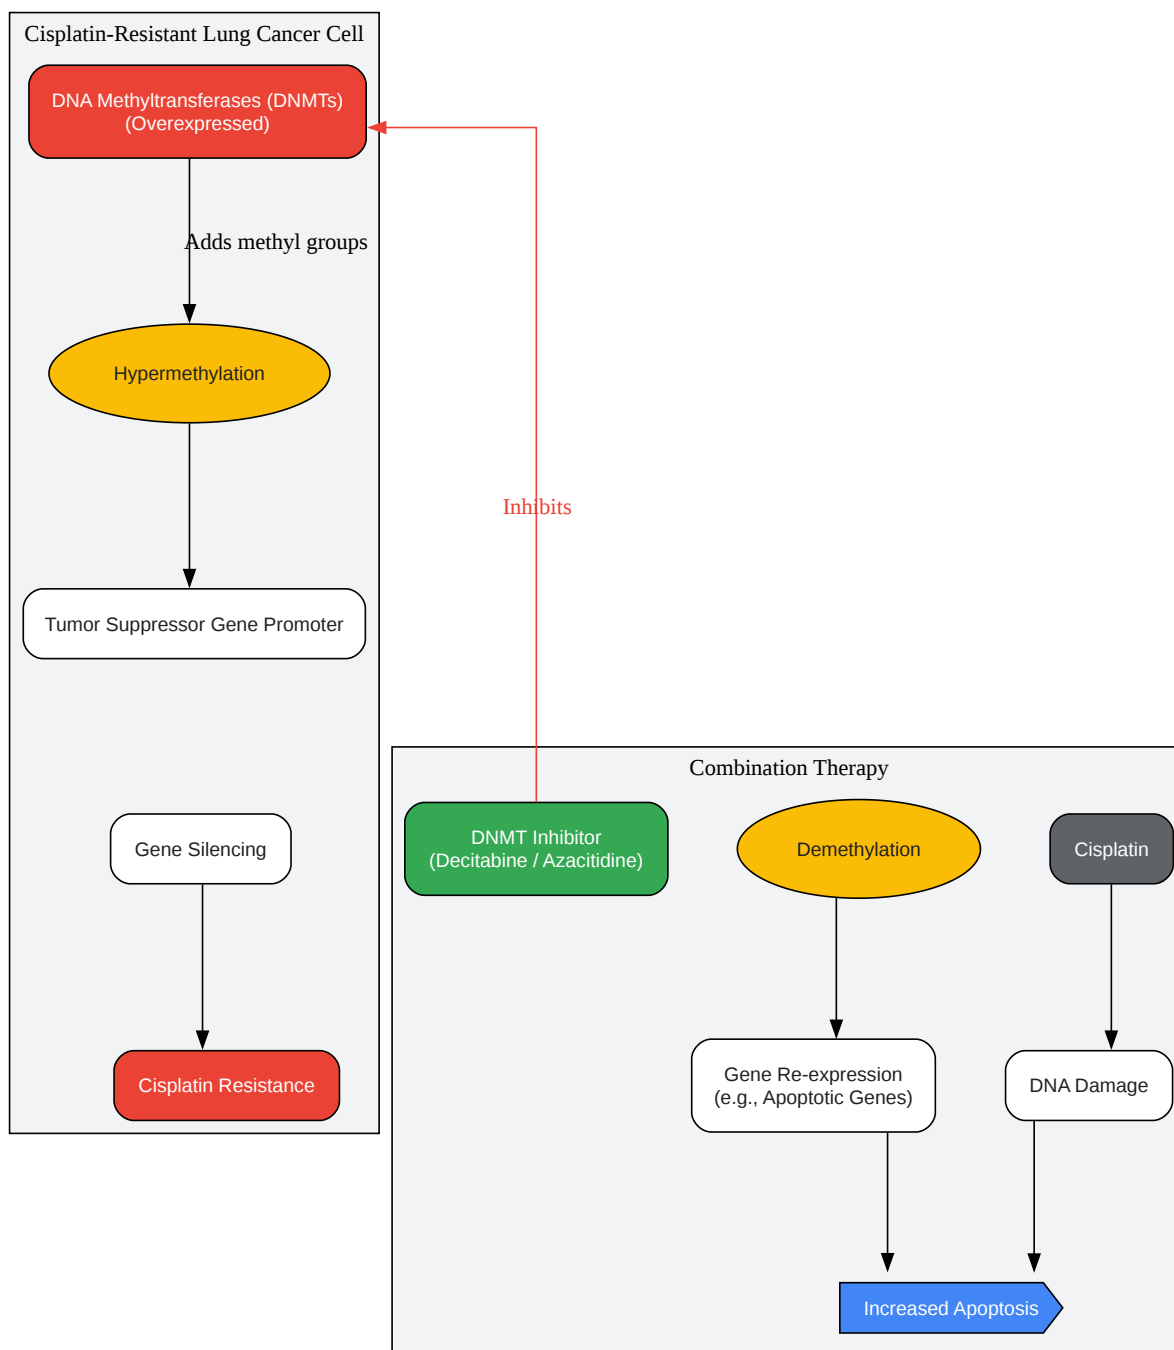 Cisplatin-Resistant Lung Cancer Cell
DNA Methyltransferases (DNMTs)
(Overexpressed)
Adds methyl groups
Hypermethylation
Inhibits
Tumor Suppressor Gene Promoter
Gene Silencing
Cisplatin Resistance
Combination Therapy
DNMT Inhibitor
(Decitabine / Azacitidine)
Demethylation
Cisplatin
Gene Re-expression
(e.g., Apoptotic Genes)
DNA Damage
Increased Apoptosis